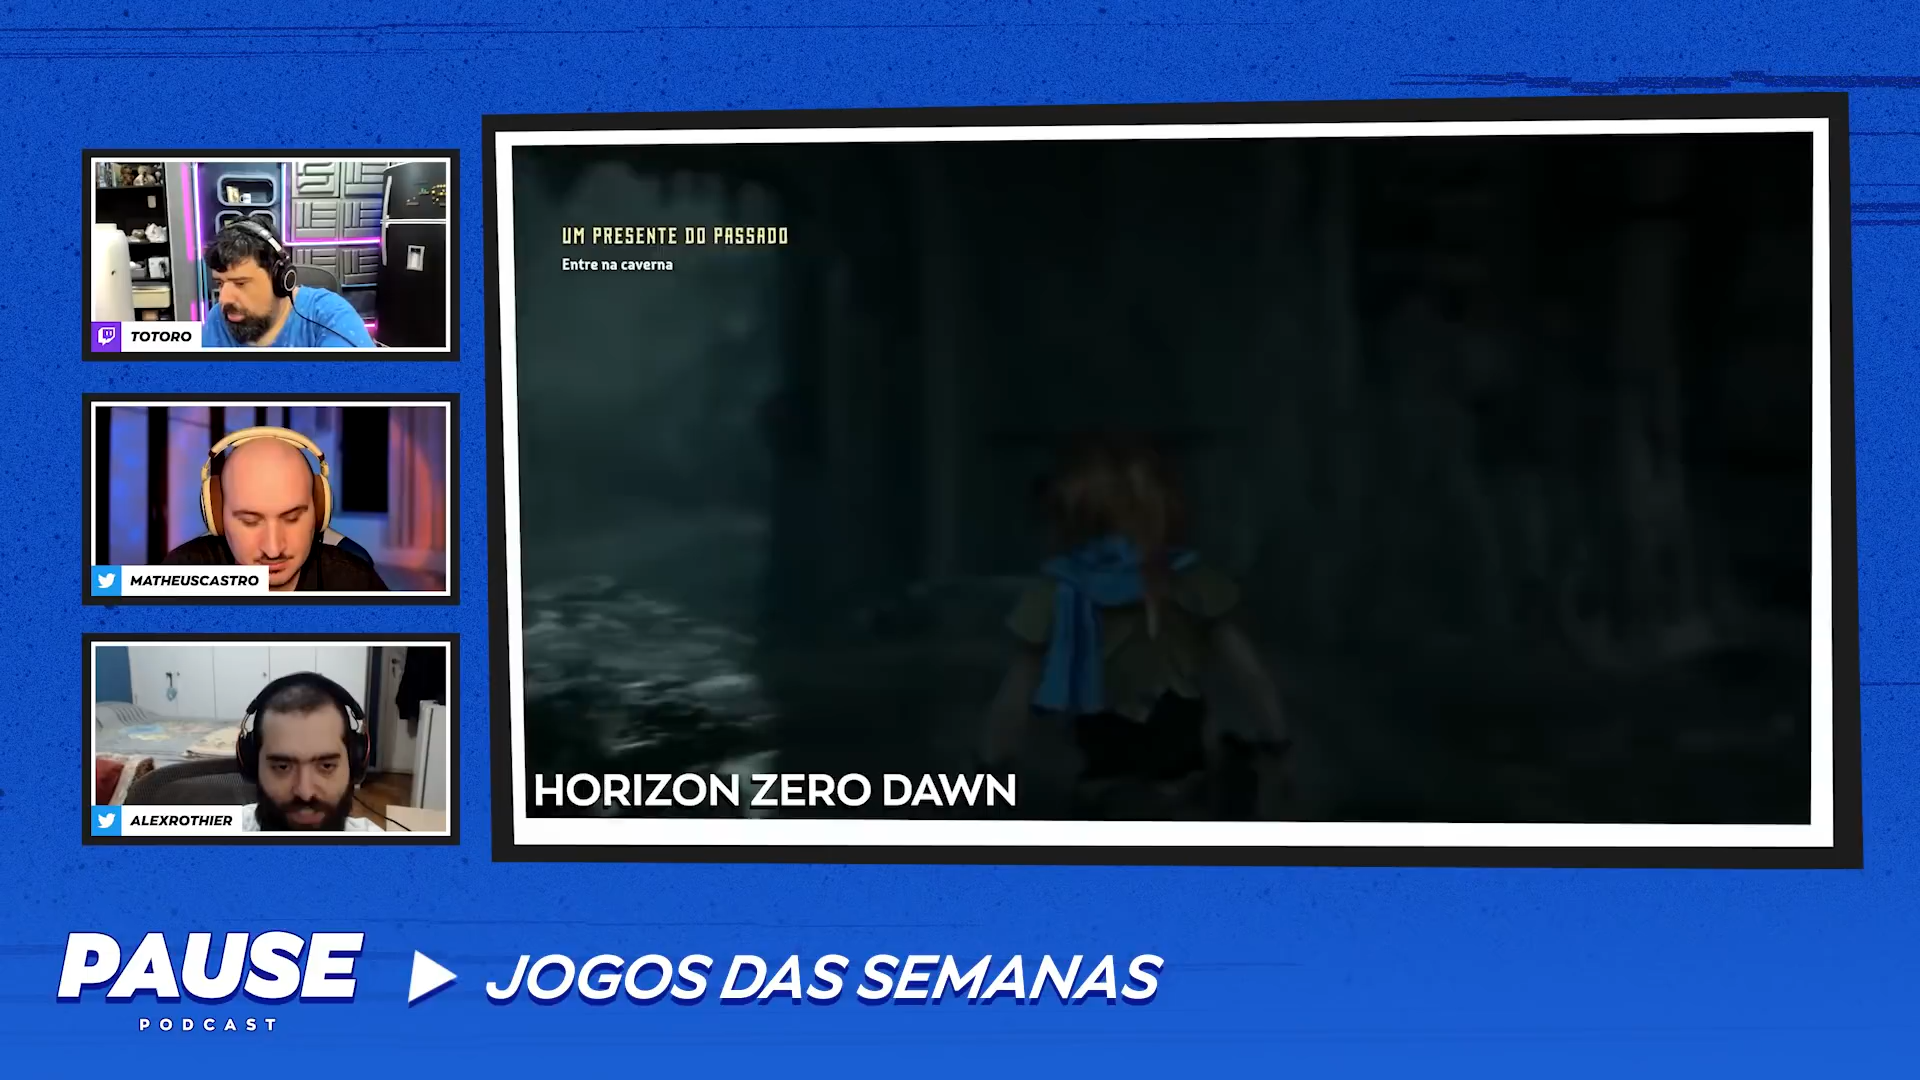 UM PRESENTE DO PASSADO
Entre na caverna
TOTORO
MATHEUSCASTRO
ALEXROTHIER
HORIZON ZERO DAWN
PAUSE
PODCAST
JOGOS DAS SEMANAS